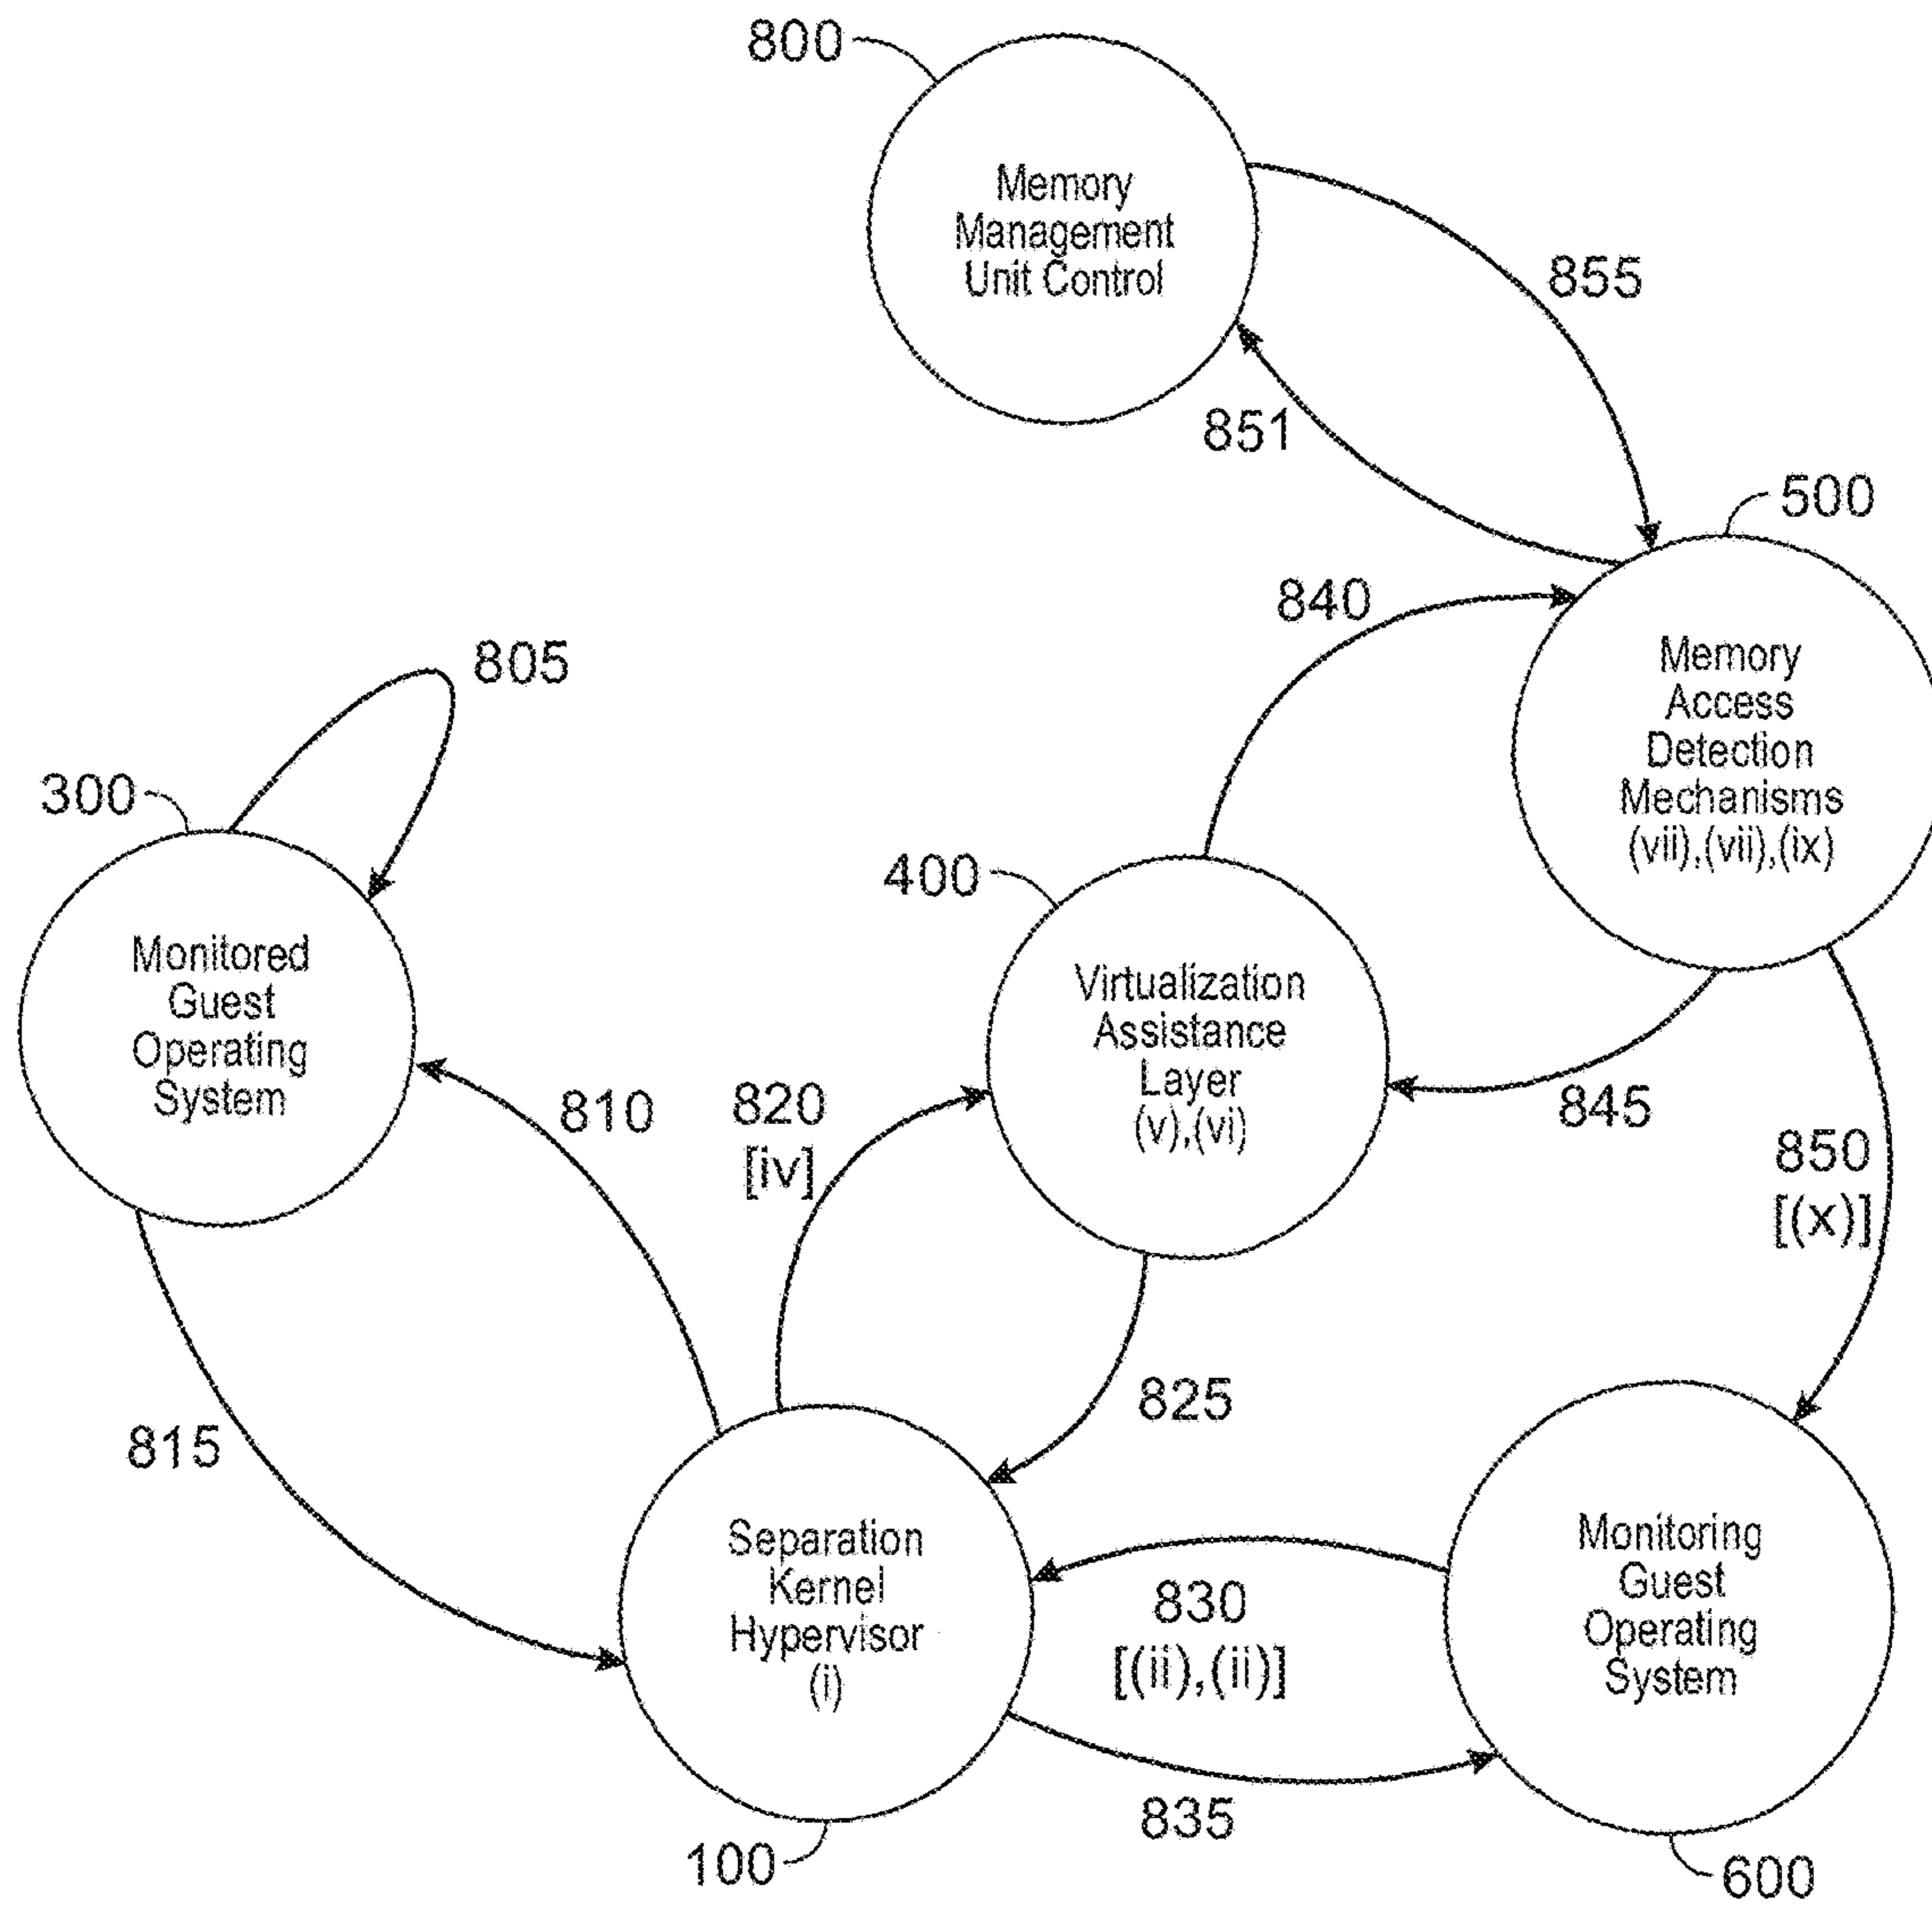 800
Memory
Management
Unit Control
855
851
500
840
Memory
Access
Detection
Mechanisms
(vii),(vii),(ix)
805
300
Monitored
Guest
Operating
System
400
Virtualization
Assistance
Layer
(v),(vi)
810
820
[iv]
845
850
[(x)]
825
815
Separation
Kernel
Hypervisor
(i)
830
[(ii),(ii)]
Monitoring
Guest
Operating
System
835
100
600